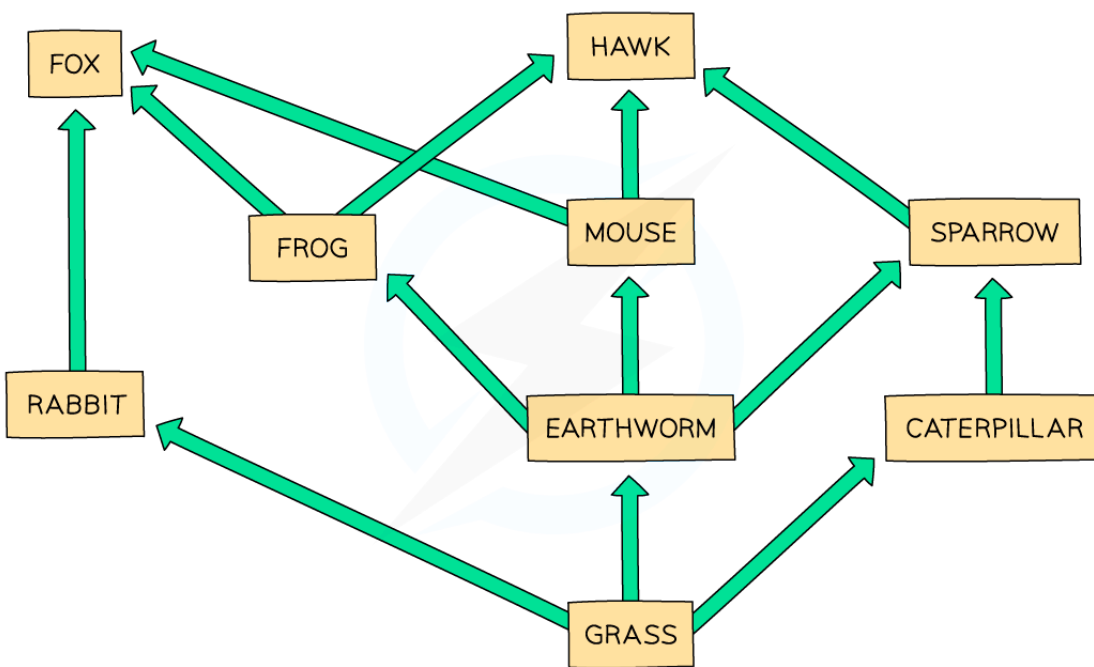 FOX
HAWK
FROG
MOUSE
SPARROW
RABBIT
EARTHWORM
CATERPILLAR
GRASS